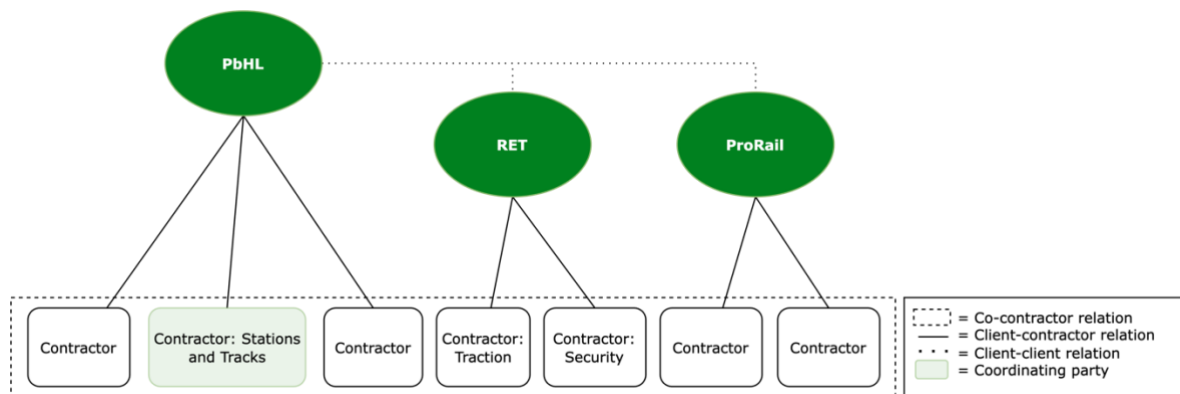 PbHL
RET
ProRail
Contractor
Contractor: Stations
and Tracks
Contractor
Contractor:
Traction
Contractor:
Security
Contractor
Contractor
= Co-contractor relation
= Client-contractor relation
= Client-client relation
= Coordinating party